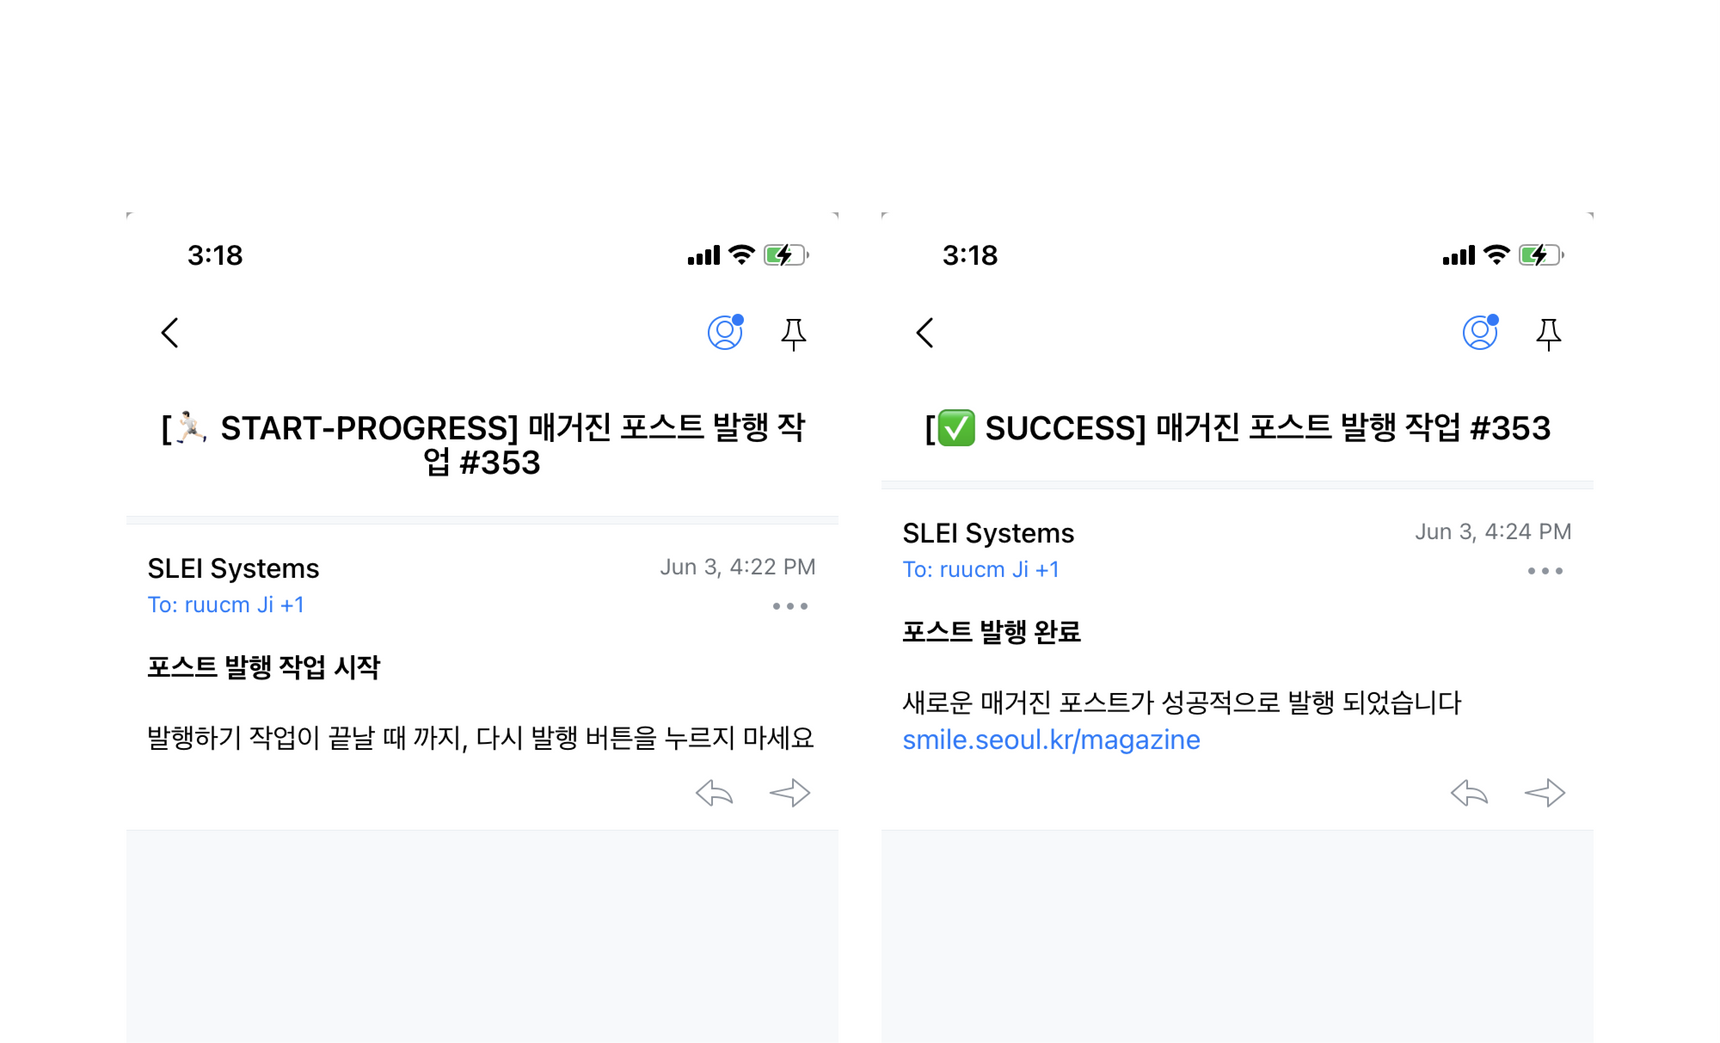 3:18
[🏃🏻 START-PROGRESS] 매거진 포스트 발행 작
업 #353
SLEI Systems
Jun 3, 4:22 PM
To: ruucm Ji +1
포스트 발행 작업 시작
발행하기 작업이 끝날 때 까지, 다시 발행 버튼을 누르지 마세요
3:18
[✅ SUCCESS] 매거진 포스트 발행 작업 #353
SLEI Systems
Jun 3, 4:24 PM
To: ruucm Ji +1
포스트 발행 완료
새로운 매거진 포스트가 성공적으로 발행 되었습니다
smile.seoul.kr/magazine